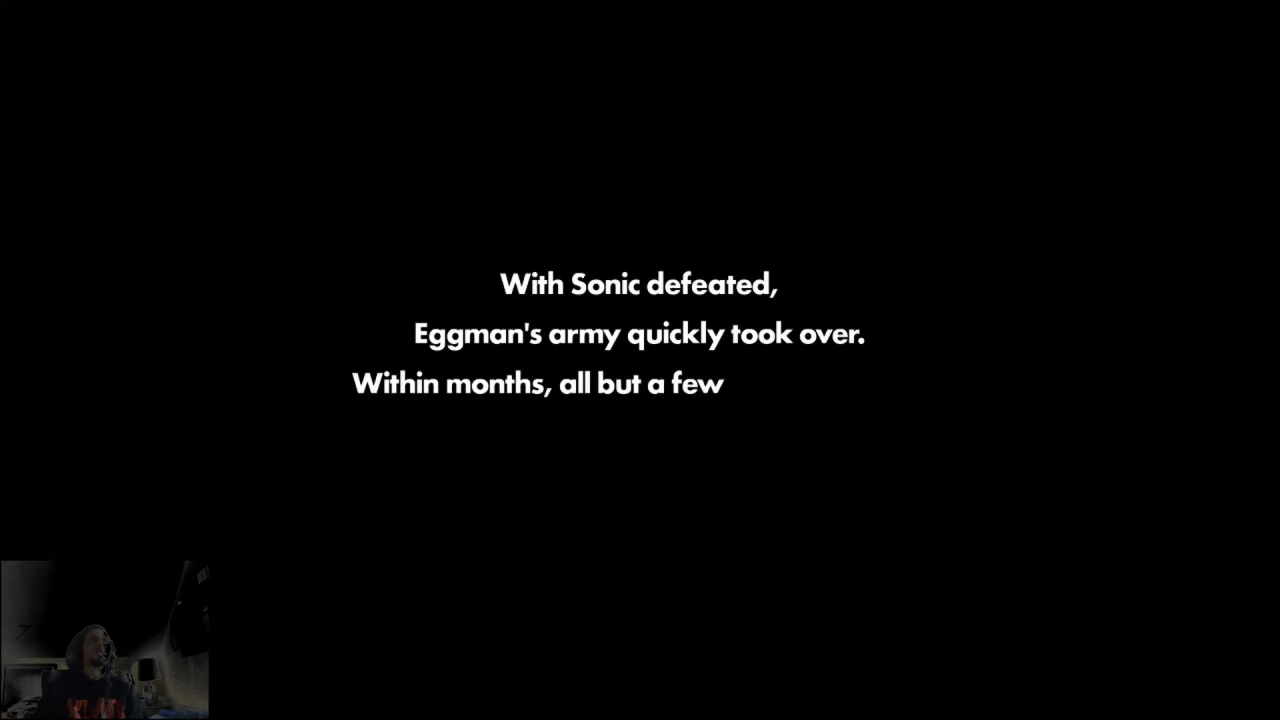 With Sonic defeated,
Eggman's army quickly took over.
Within months, all but a few